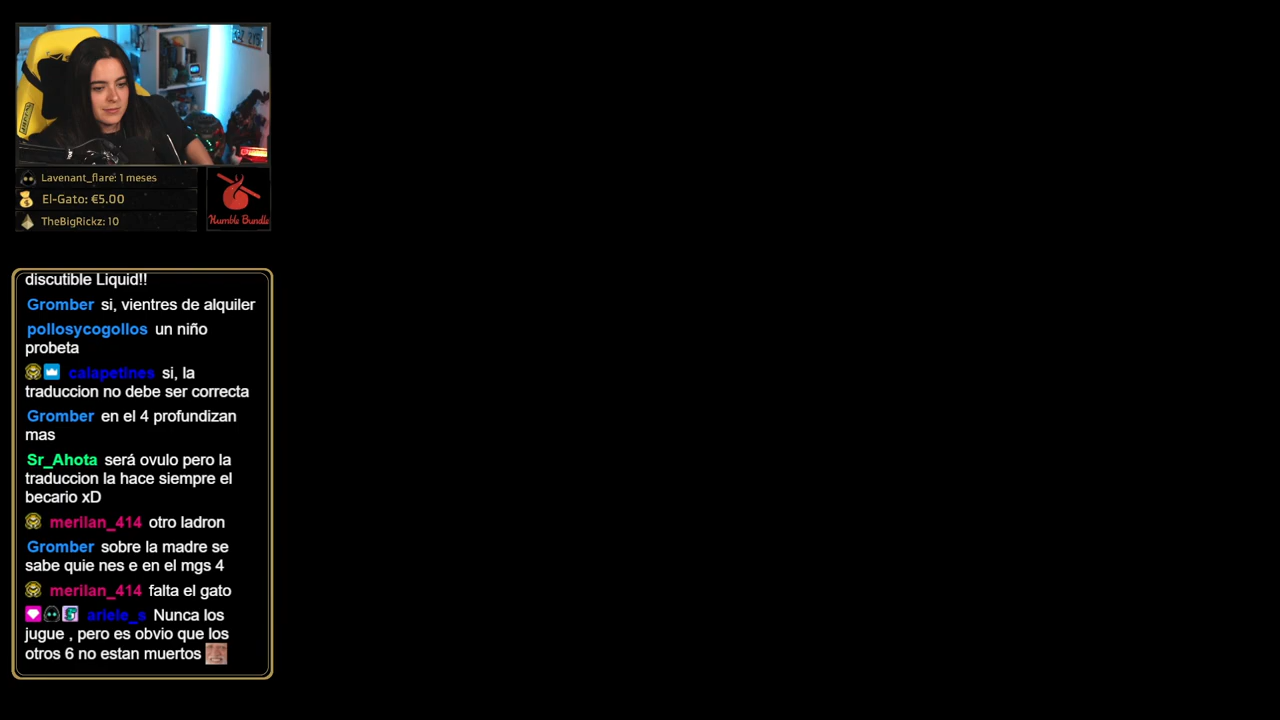 Lavenant_flare: 1 meses
El-Gato: €5.00
TheBigRickz: 10
Humble Bundle
discutible Liquid!!
Gromber si, vientres de alquiler
pollosycogollos un niño
probeta
calapetines si, la
traduccion no debe ser correcta
Gromber en el 4 profundizan
mas
Sr_Ahota será ovulo pero la
traduccion la hace siempre el
becario xD
merilan_414 otro ladron
Gromber sobre la madre se
sabe quie nes e en el mgs 4
merilan_414 falta el gato
ariele_s Nunca los
jugue , pero es obvio que los
otros 6 no estan muertos